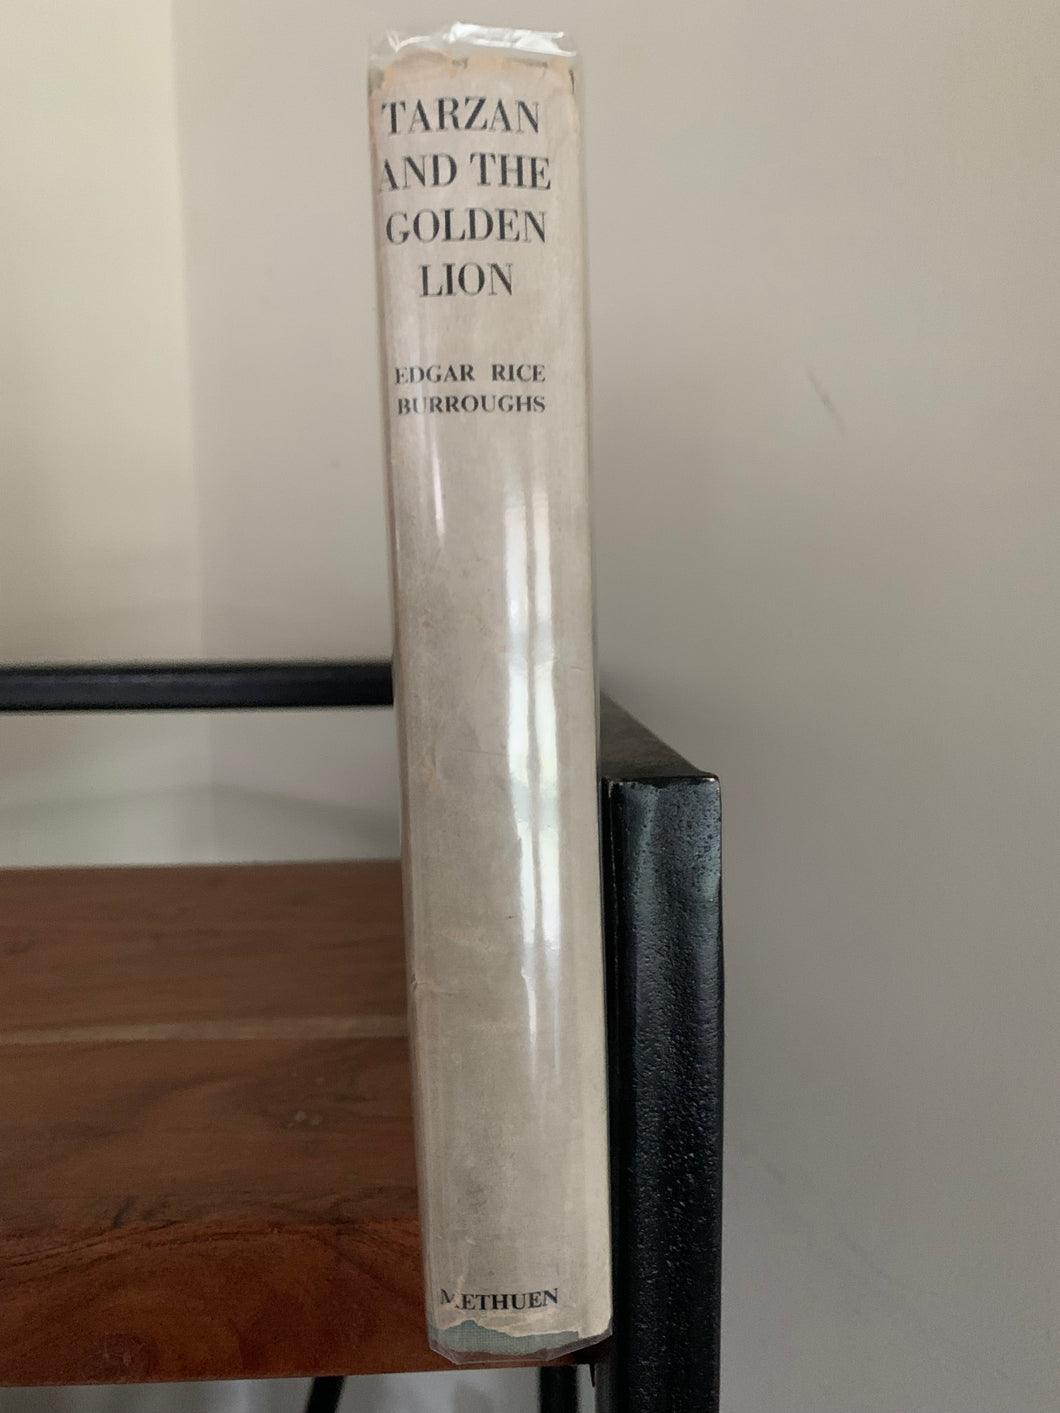 TARZAN
AND THE
GOLDEN
LION
EDGAR RICE
BURROUGHS
METHUEN